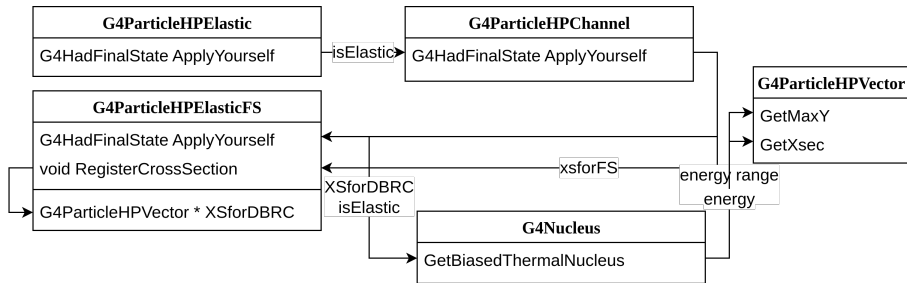 G4ParticleHPElastic
G4HadFinalState ApplyYourself
isElastic
G4ParticleHPChannel
G4HadFinalState ApplyYourself
G4ParticleHPVector
GetMaxY
GetXsec
G4ParticleHPElasticFS
G4HadFinalState ApplyYourself
void RegisterCrossSection
G4ParticleHPVector * XSforDBRC
xsforFS
energy range
energy
XSforDBRC
isElastic
G4Nucleus
GetBiasedThermalNucleus